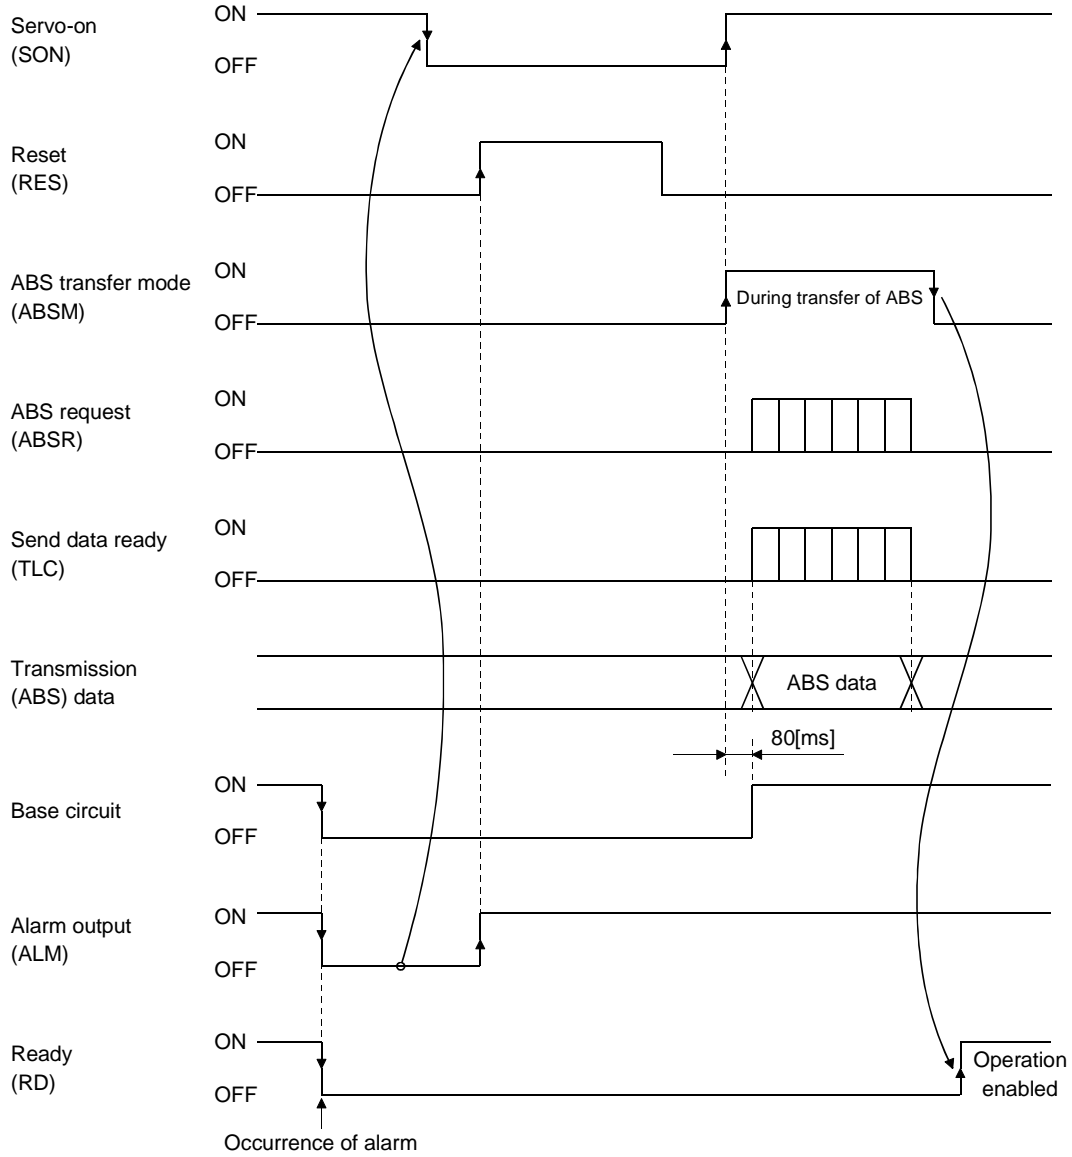 Servo-on
(SON)
ON
OFF
Reset
(RES)
ON
OFF
ABS transfer mode
(ABSM)
ON
OFF
During transfer of ABS
ABS request
(ABSR)
ON
OFF
Send data ready
(TLC)
ON
OFF
Transmission
(ABS) data
ABS data
80[ms]
Base circuit
ON
OFF
Alarm output
(ALM)
ON
OFF
Ready
(RD)
ON
OFF
Operation
enabled
Occurrence of alarm